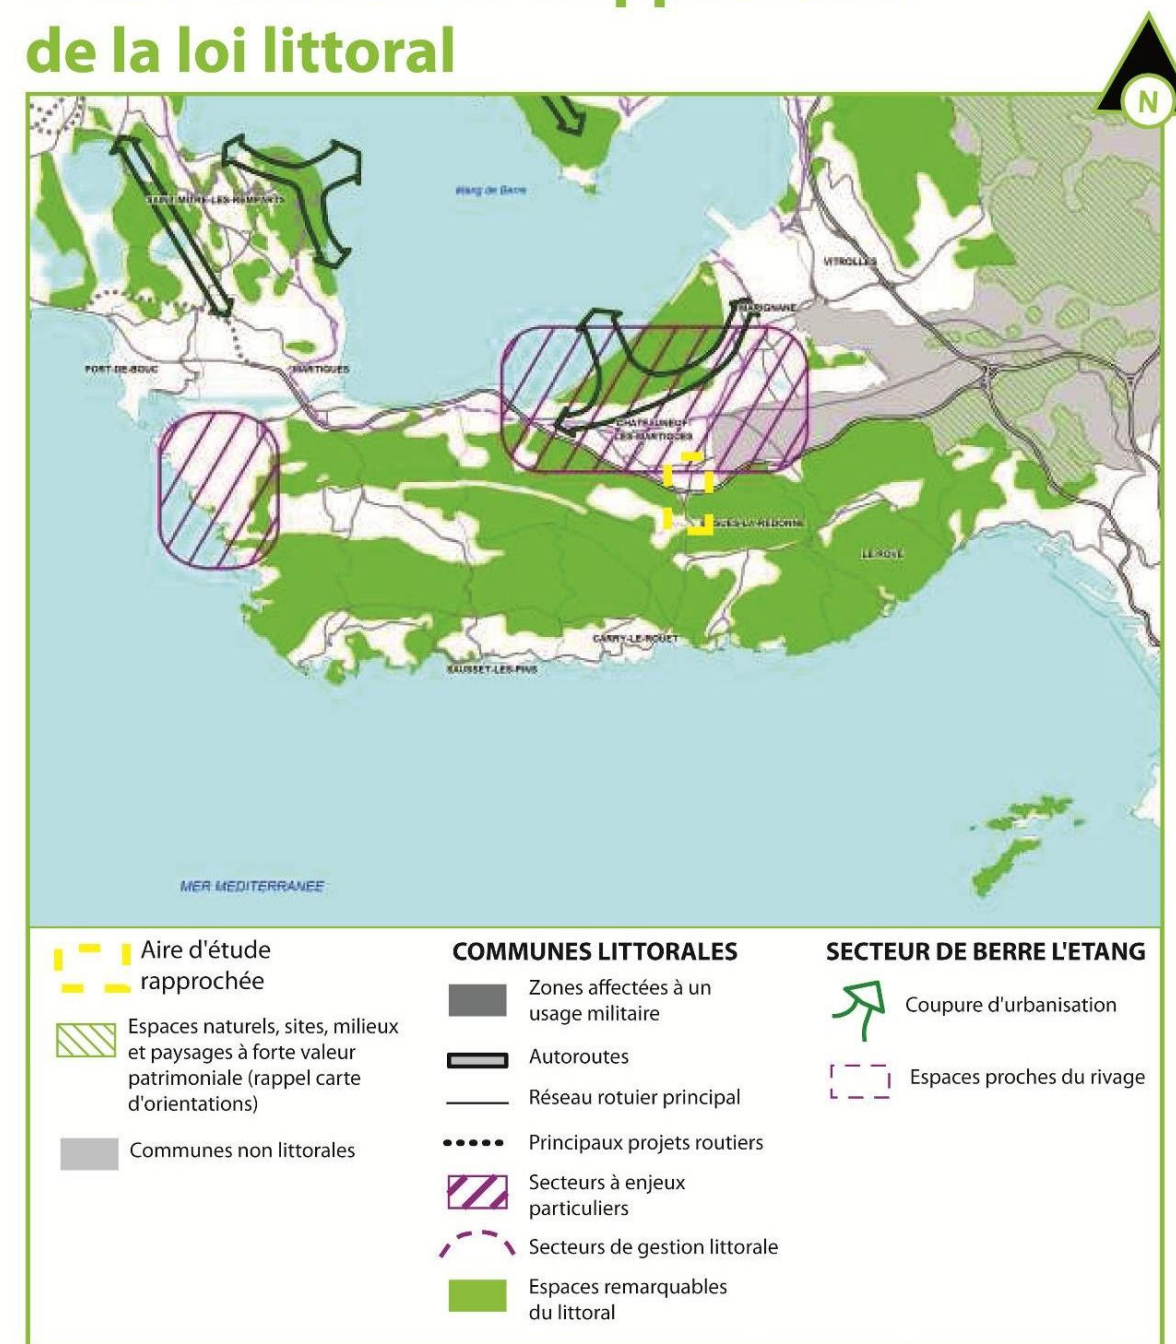 de la loi littoral
N
étang de Berre
SAINT-MITRE-LES-REMPARTS
VITROLLES
MARIGNANE
PORT-DE-BOUC
MARTIGUES
CHATEAUNEUF-
LES-MARTIGUES
LE ROVE
CARRY-LE-ROUET
SAUSSET-LES-PINS
MER MEDITERRANEE
Aire d'étude
rapprochée
Espaces naturels, sites, milieux
et paysages à forte valeur
patrimoniale (rappel carte
d'orientations)
Communes non littorales
COMMUNES LITTORALES
Zones affectées à un
usage militaire
Autoroutes
Réseau rotuier principal
Principaux projets routiers
Secteurs à enjeux
particuliers
Secteurs de gestion littorale
Espaces remarquables
du littoral
SECTEUR DE BERRE L'ETANG
Coupure d'urbanisation
Espaces proches du rivage